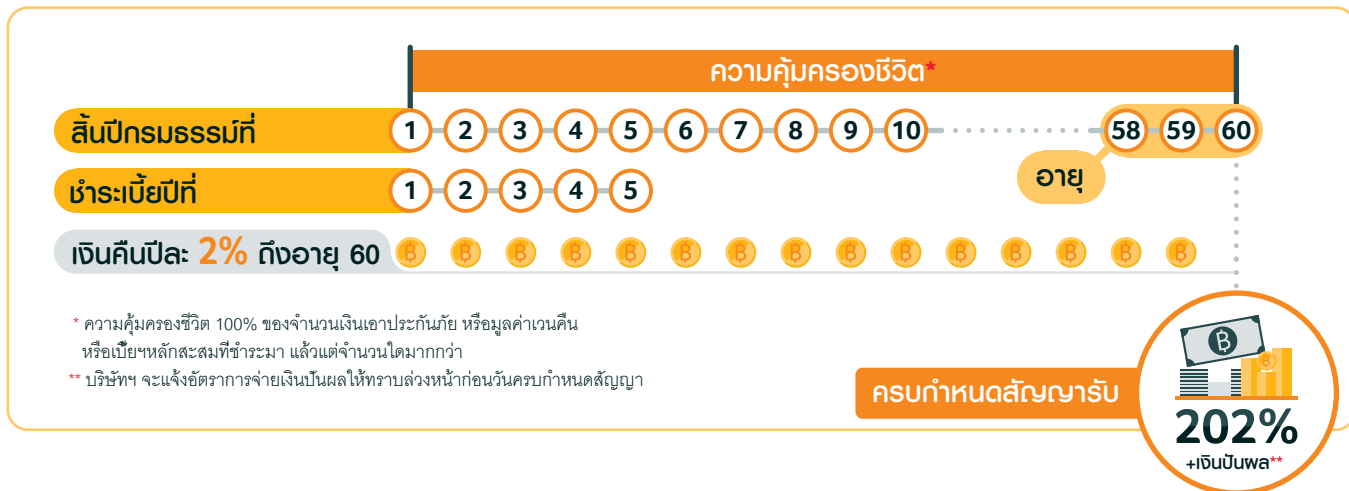 ความคุ้มครองชีวิต*
สิ้นปีกรมธรรม์ที่ 1 2 3 4 5 6 7 8 9 10 58 59 60
อายุ
ชำระเบี้ยปีที่ 1 2 3 4 5
เงินคืนปีละ 2% ถึงอายุ 60 ฿ ฿ ฿ ฿ ฿ ฿ ฿ ฿ ฿ ฿ ฿ ฿ ฿ ฿ ฿
* ความคุ้มครองชีวิต 100% ของจำนวนเงินเอาประกันภัย หรือมูลค่าเวนคืน
หรือเบี้ยฯหลักสะสมที่ชำระมา แล้วแต่จำนวนใดมากกว่า
** บริษัทฯ จะแจ้งอัตราการจ่ายเงินปันผลให้ทราบล่วงหน้าก่อนวันครบกำหนดสัญญา
฿
฿
ครบกำหนดสัญญารับ
202%
+เงินปันผล**